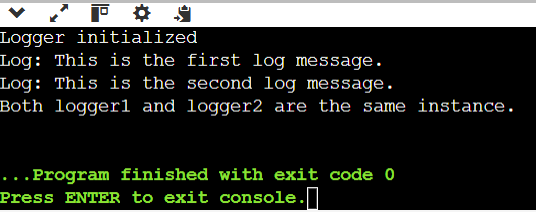 Logger initialized
Log: This is the first log message.
Log: This is the second log message.
Both logger1 and logger2 are the same instance.
...Program finished with exit code 0
Press ENTER to exit console.